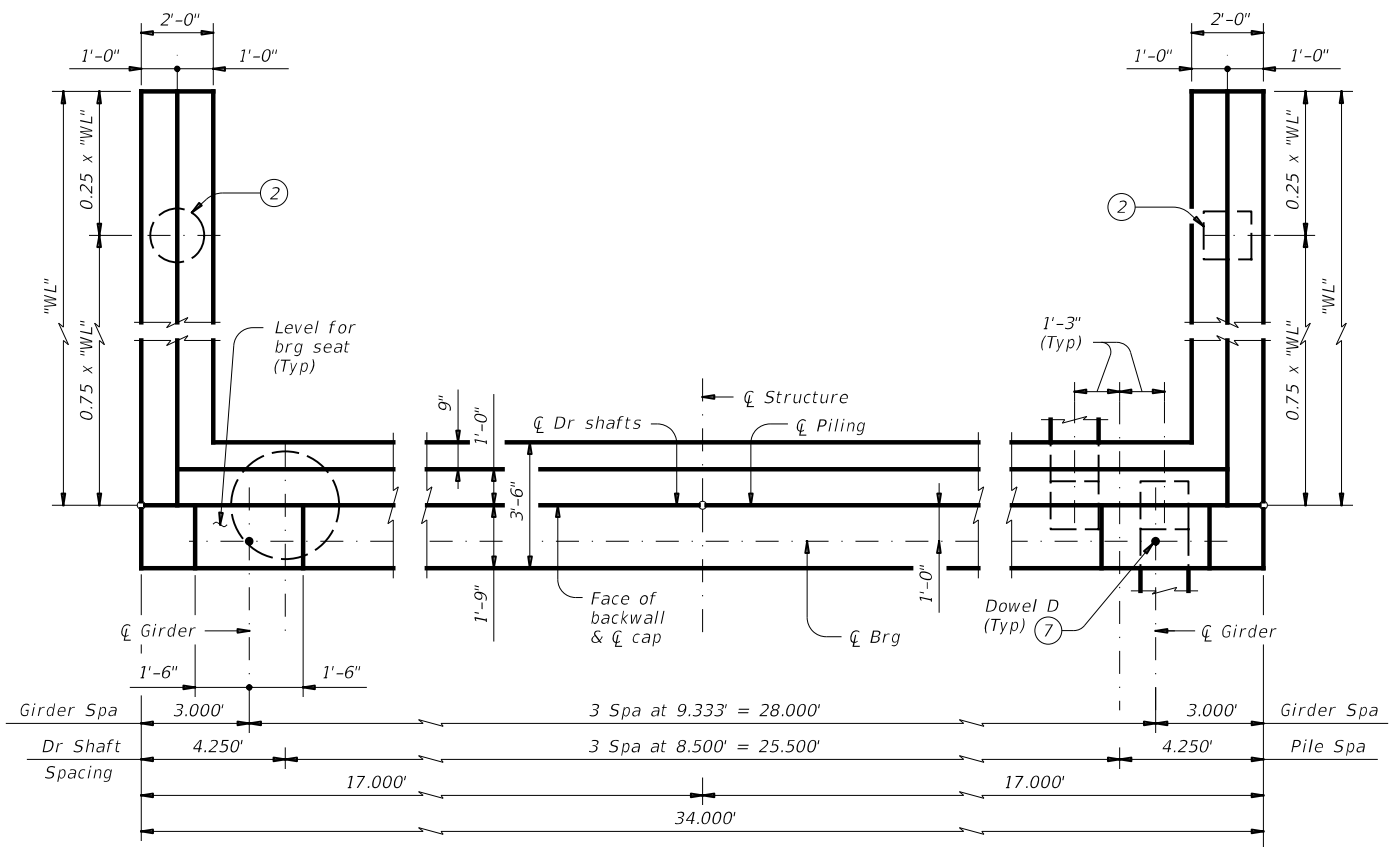 2'-0"
2'-0"
1'-0"
1'-0"
1'-0"
1'-0"
"WL"
0.25 x "WL"
0.75 x "WL"
2
2
0.25 x "WL"
0.75 x "WL"
"WL"
Level for
brg seat
(Typ)
1'-3"
(Typ)
9"
1'-0"
3'-6"
1'-9"
℄ Structure
℄ Dr shafts
℄ Piling
Face of
backwall
& ℄ cap
℄ Brg
1'-0"
Dowel D
(Typ) 7
℄ Girder
℄ Girder
1'-6"
1'-6"
Girder Spa
3.000'
3 Spa at 9.333' = 28.000'
3.000'
Girder Spa
Dr Shaft
Spacing
4.250'
3 Spa at 8.500' = 25.500'
4.250'
Pile Spa
17.000'
17.000'
34.000'